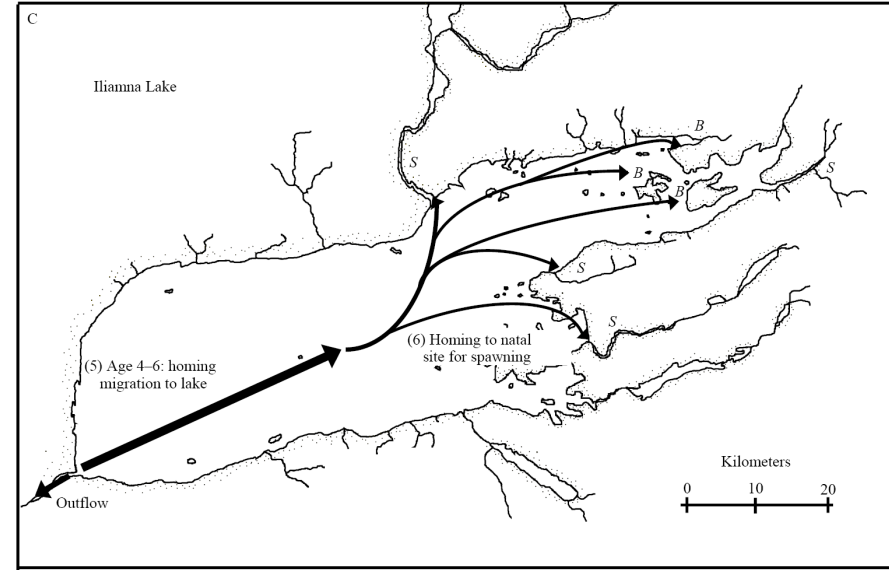 C
Iliamna Lake
B
S
B
S
B
S
S
(6) Homing to natal
site for spawning
(5) Age 4–6: homing
migration to lake
Kilometers
0 10 20
Outflow